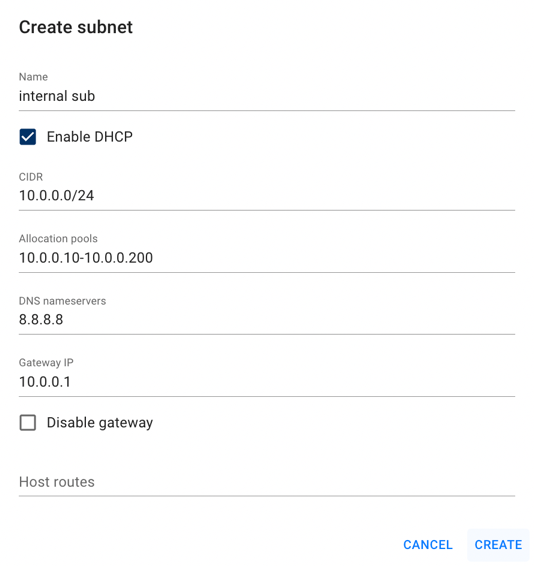 Create subnet
Name
internal sub
Enable DHCP
CIDR
10.0.0.0/24
Allocation pools
10.0.0.10-10.0.0.200
DNS nameservers
8.8.8.8
Gateway IP
10.0.0.1
Disable gateway
Host routes
CANCEL CREATE